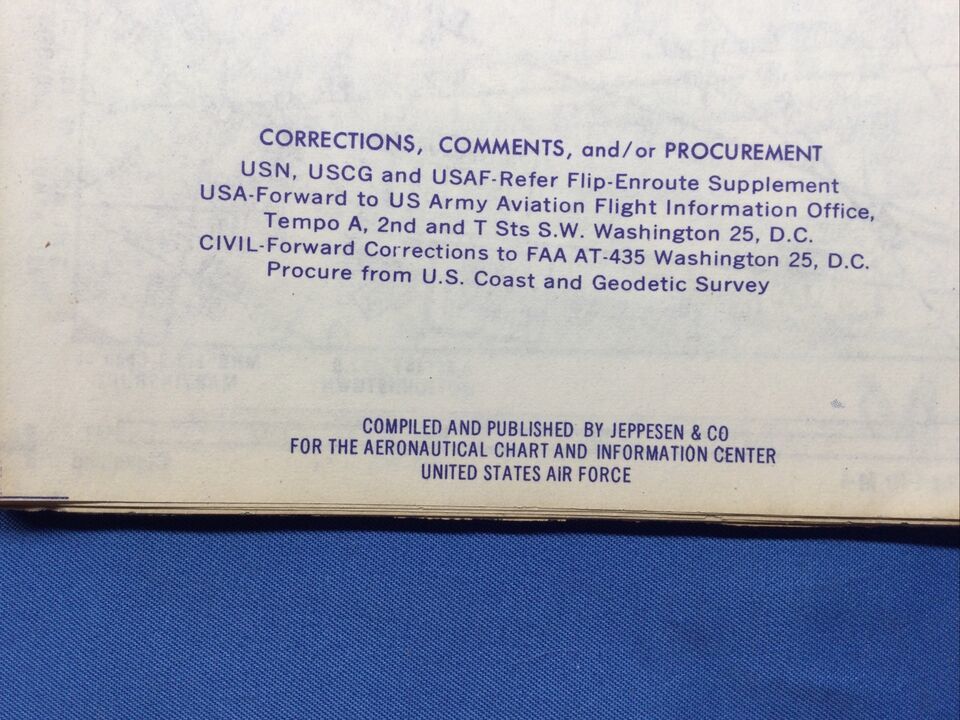 CORRECTIONS, COMMENTS, and/or PROCUREMENT
USN, USCG and USAF-Refer Flip-Enroute Supplement
USA-Forward to US Army Aviation Flight Information Office,
Tempo A, 2nd and T Sts S.W. Washington 25, D.C.
CIVIL-Forward Corrections to FAA AT-435 Washington 25, D.C.
Procure from U.S. Coast and Geodetic Survey
COMPILED AND PUBLISHED BY JEPPESEN & CO
FOR THE AERONAUTICAL CHART AND INFORMATION CENTER
UNITED STATES AIR FORCE